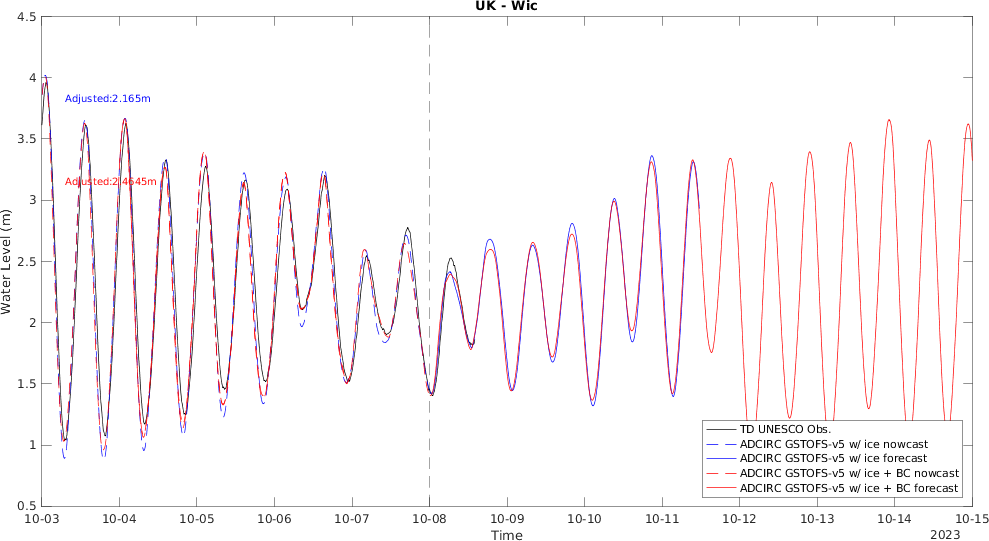 UK - Wic
4.5
4
3.5
3
2.5
2
1.5
1
0.5
Water Level (m)
Adjusted:2.165m
Adjusted:2.4645m
TD UNESCO Obs.
ADCIRC GSTOFS-v5 w/ ice nowcast
ADCIRC GSTOFS-v5 w/ ice forecast
ADCIRC GSTOFS-v5 w/ ice + BC nowcast
ADCIRC GSTOFS-v5 w/ ice + BC forecast
10-03 10-04 10-05 10-06 10-07 10-08 10-09 10-10 10-11 10-12 10-13 10-14 10-15
Time
2023